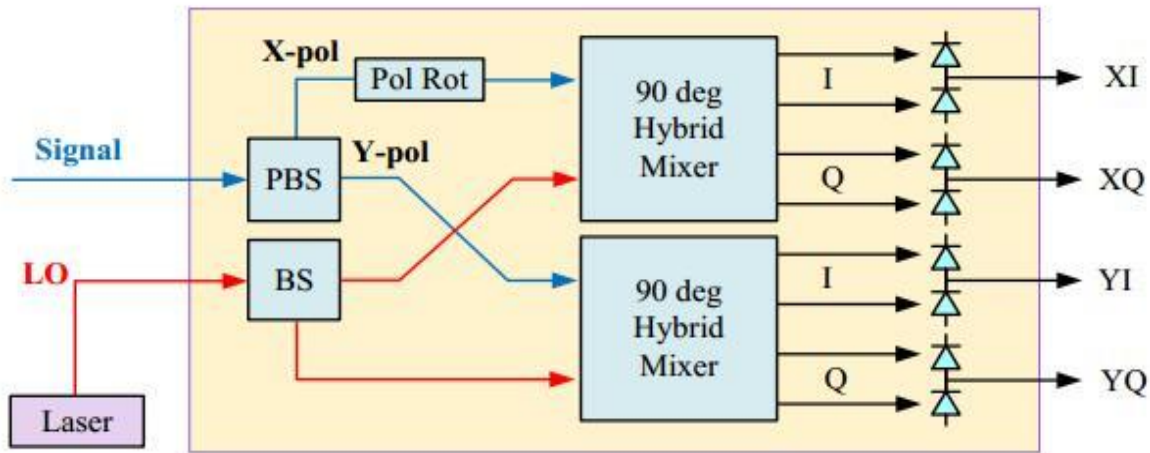 X-pol
Pol Rot
Signal
PBS
Y-pol
LO
BS
Laser
90 deg
Hybrid
Mixer
I
Q
90 deg
Hybrid
Mixer
I
Q
XI
XQ
YI
YQ